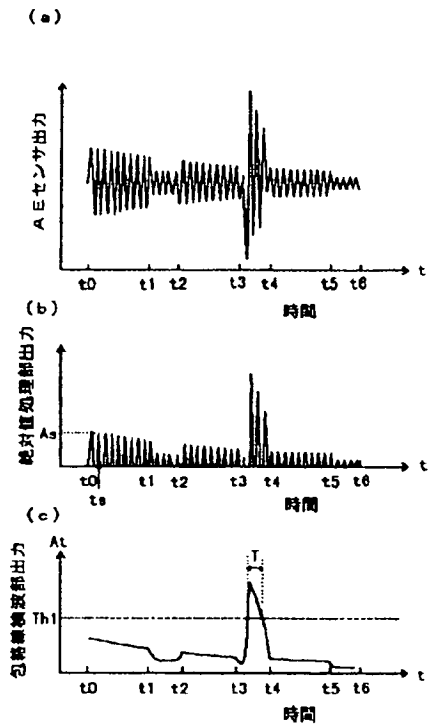 (a)
AEセンサ出力
t0 t1 t2 t3 t4 t5 t6 t
時間
(b)
絶対値処理部出力
As
t0 t1 t2 t3 t4 t5 t6 t
ts
時間
(c)
包絡線検波部出力
At
T
Th1
t0 t1 t2 t3 t4 t5 t6 t
時間